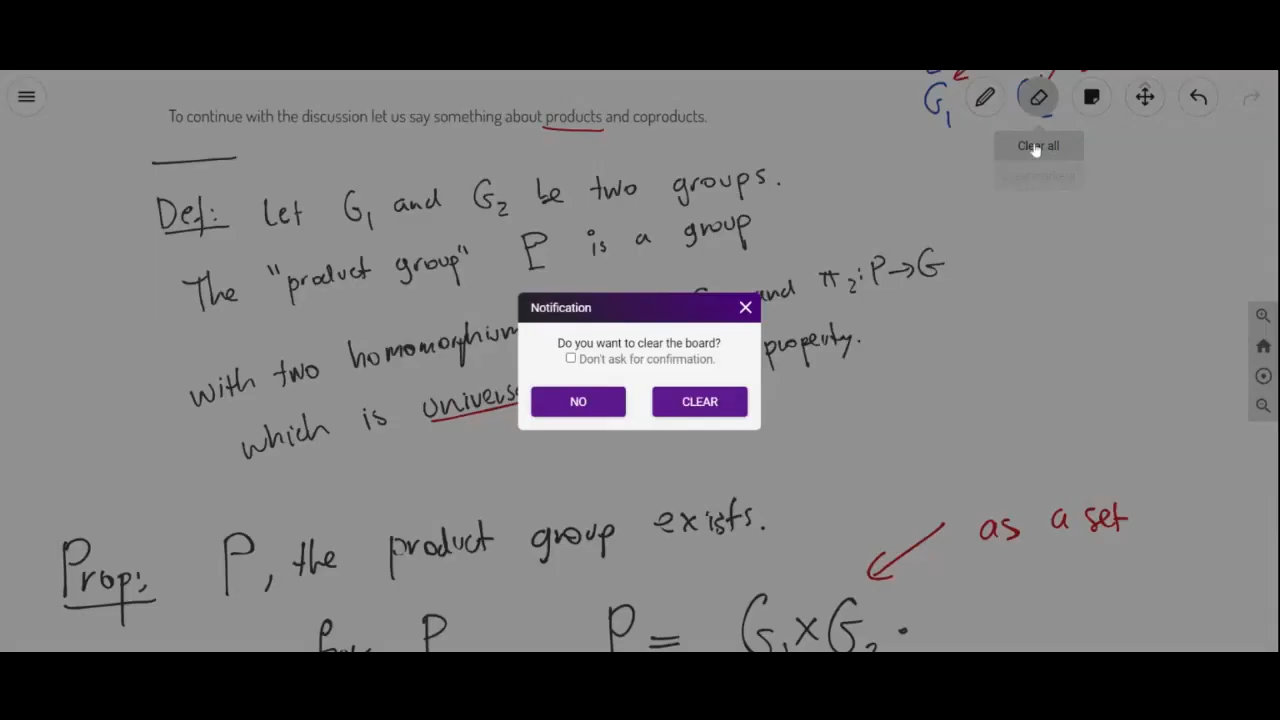 G₁
To continue with the discussion let us say something about products and coproducts.
Clear all
Def: Let G₁ and G₂ be two groups.
The "product group" P is a group
with two homomorphism and π₂: P → G
which is univers property.
Notification
Do you want to clear the board?
Don't ask for confirmation.
NO
CLEAR
Prop: P, the product group exists.
as a set
for P P = G₁ × G₂.